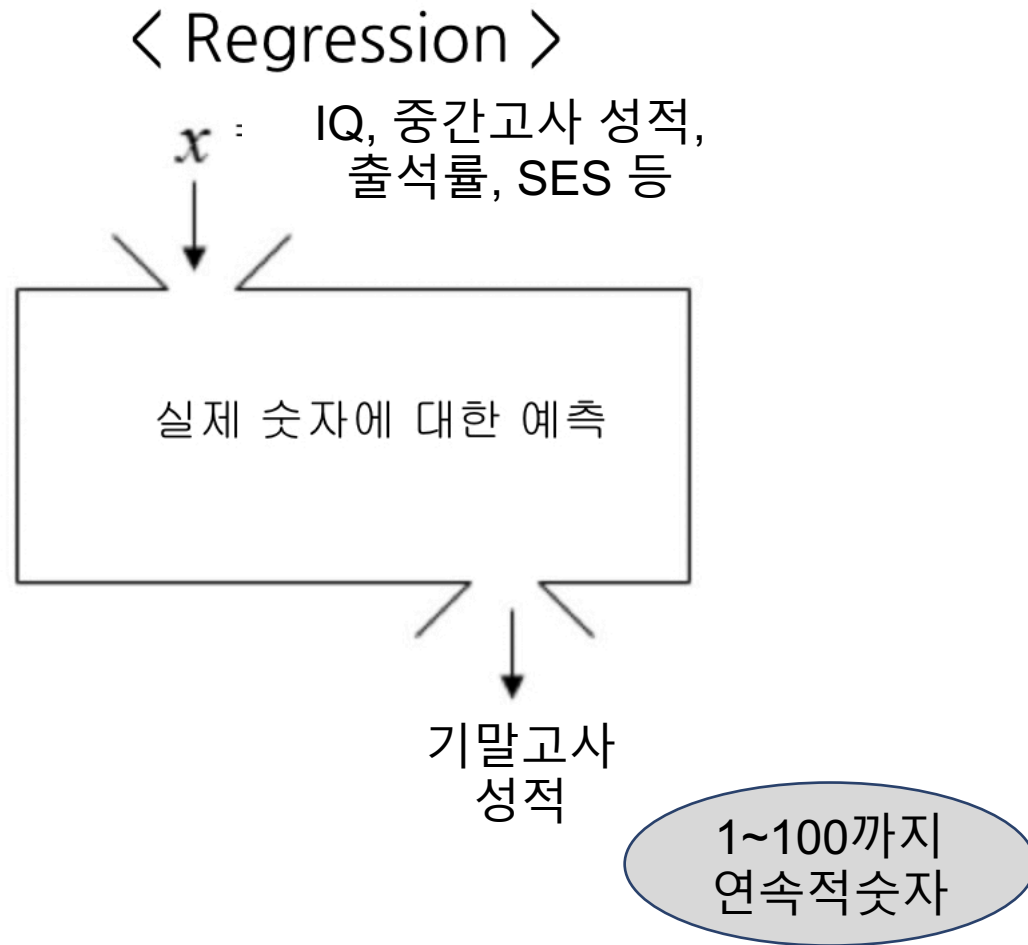 < Regression >
x : IQ, 중간고사 성적,
출석률, SES 등
실제 숫자에 대한 예측
기말고사
성적
1~100까지
연속적숫자